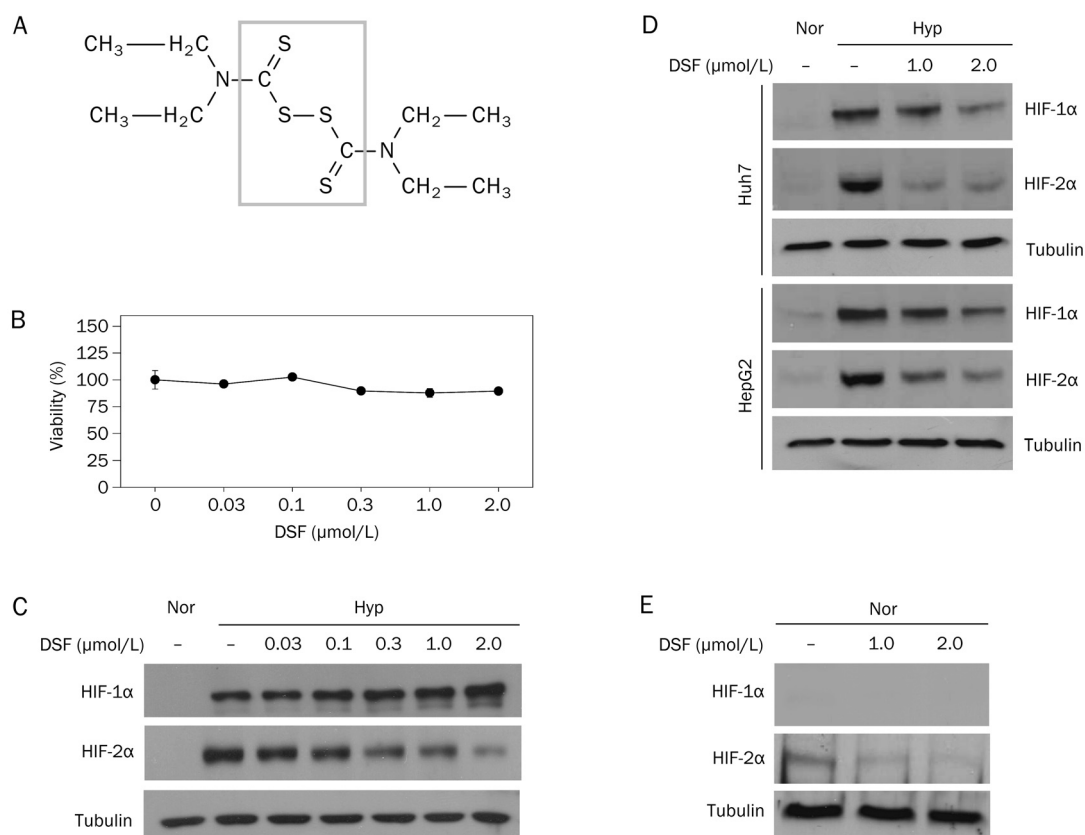 A
CH₃—H₂C S
N—C
CH₃—H₂C S—S CH₂—CH₃
C—N
S CH₂—CH₃
B
Viability (%)
150
125
100
75
50
25
0
0 0.03 0.1 0.3 1.0 2.0
DSF (µmol/L)
C
Nor Hyp
DSF (µmol/L) – – 0.03 0.1 0.3 1.0 2.0
HIF-1α
HIF-2α
Tubulin
D
Nor Hyp
DSF (µmol/L) – – 1.0 2.0
Huh7
HIF-1α
HIF-2α
Tubulin
HepG2
HIF-1α
HIF-2α
Tubulin
E
Nor
DSF (µmol/L) – 1.0 2.0
HIF-1α
HIF-2α
Tubulin